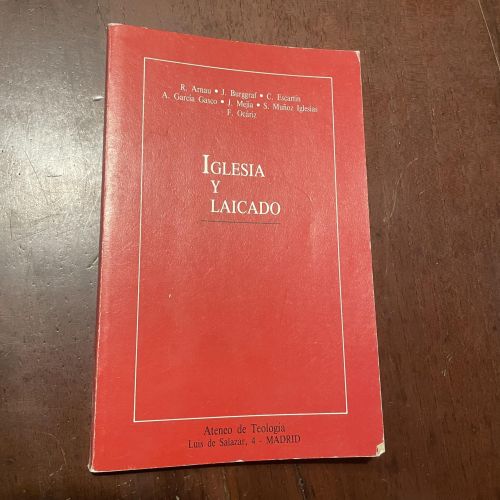 R. Arnau • J. Burggraf • C. Escartín
A. García Gasco • J. Mejía • S. Muñoz Iglesias
F. Ocáriz
IGLESIA
Y
LAICADO
Ateneo de Teología
Luis de Salazar, 4 - MADRID